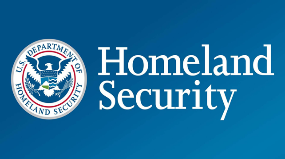 U.S. DEPARTMENT OF
HOMELAND SECURITY
Homeland
Security